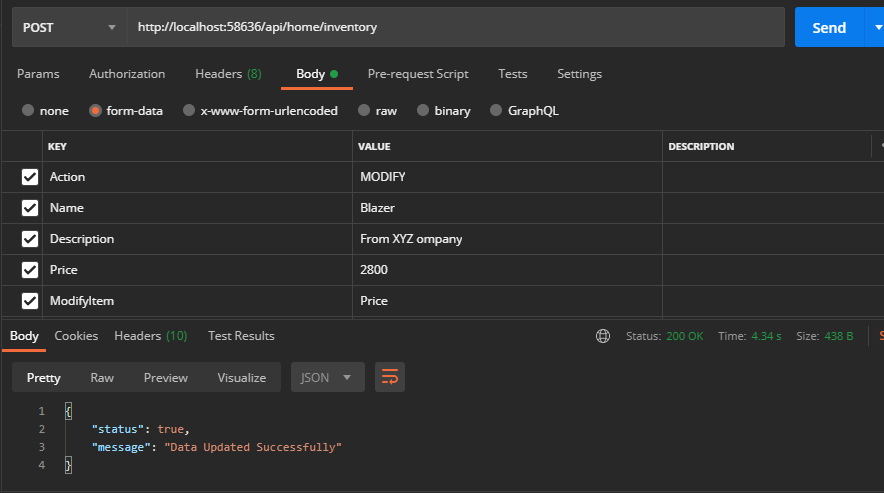 POST http://localhost:58636/api/home/inventory Send
Params Authorization Headers (8) Body Pre-request Script Tests Settings
none form-data x-www-form-urlencoded raw binary GraphQL
KEY VALUE DESCRIPTION
Action MODIFY
Name Blazer
Description From XYZ ompany
Price 2800
ModifyItem Price
Body Cookies Headers (10) Test Results Status: 200 OK Time: 4.34 s Size: 438 B S
Pretty Raw Preview Visualize JSON
1 {
2 "status": true,
3 "message": "Data Updated Successfully"
4 }